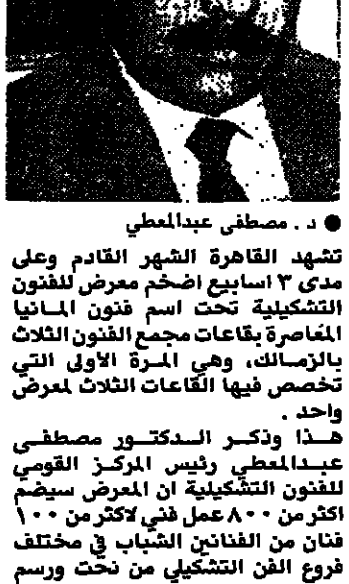 ● د . مصطفى عبدالمعطي
تشهد القاهرة الشهر القادم وعلى
مدى ٣ اسابيع اضخم معرض للفنون
التشكيلية تحت اسم فنون المانيا
المعاصرة بقاعات مجمع الفنون الثلاث
بالزمالك، وهي المرة الأولى التي
تخصص فيها القاعات الثلاث لمعرض
واحد .
هذا وذكر الدكتور مصطفى
عبدالمعطي رئيس المركز القومي
للفنون التشكيلية ان المعرض سيضم
اكثر من ٨٠٠ عمل فني لاكثر من ١٠٠
فنان من الفنانين الشباب في مختلف
فروع الفن التشكيلي من نحت ورسم